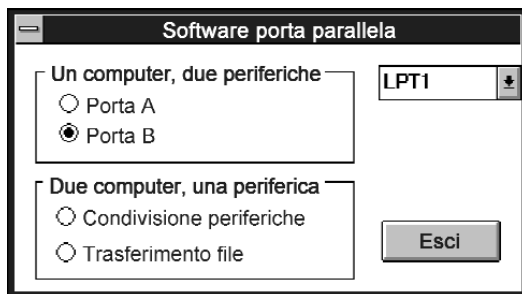 Software porta parallela
Un computer, due periferiche
LPT1
Porta A
Porta B
Due computer, una periferica
Condivisione periferiche
Trasferimento file
Esci